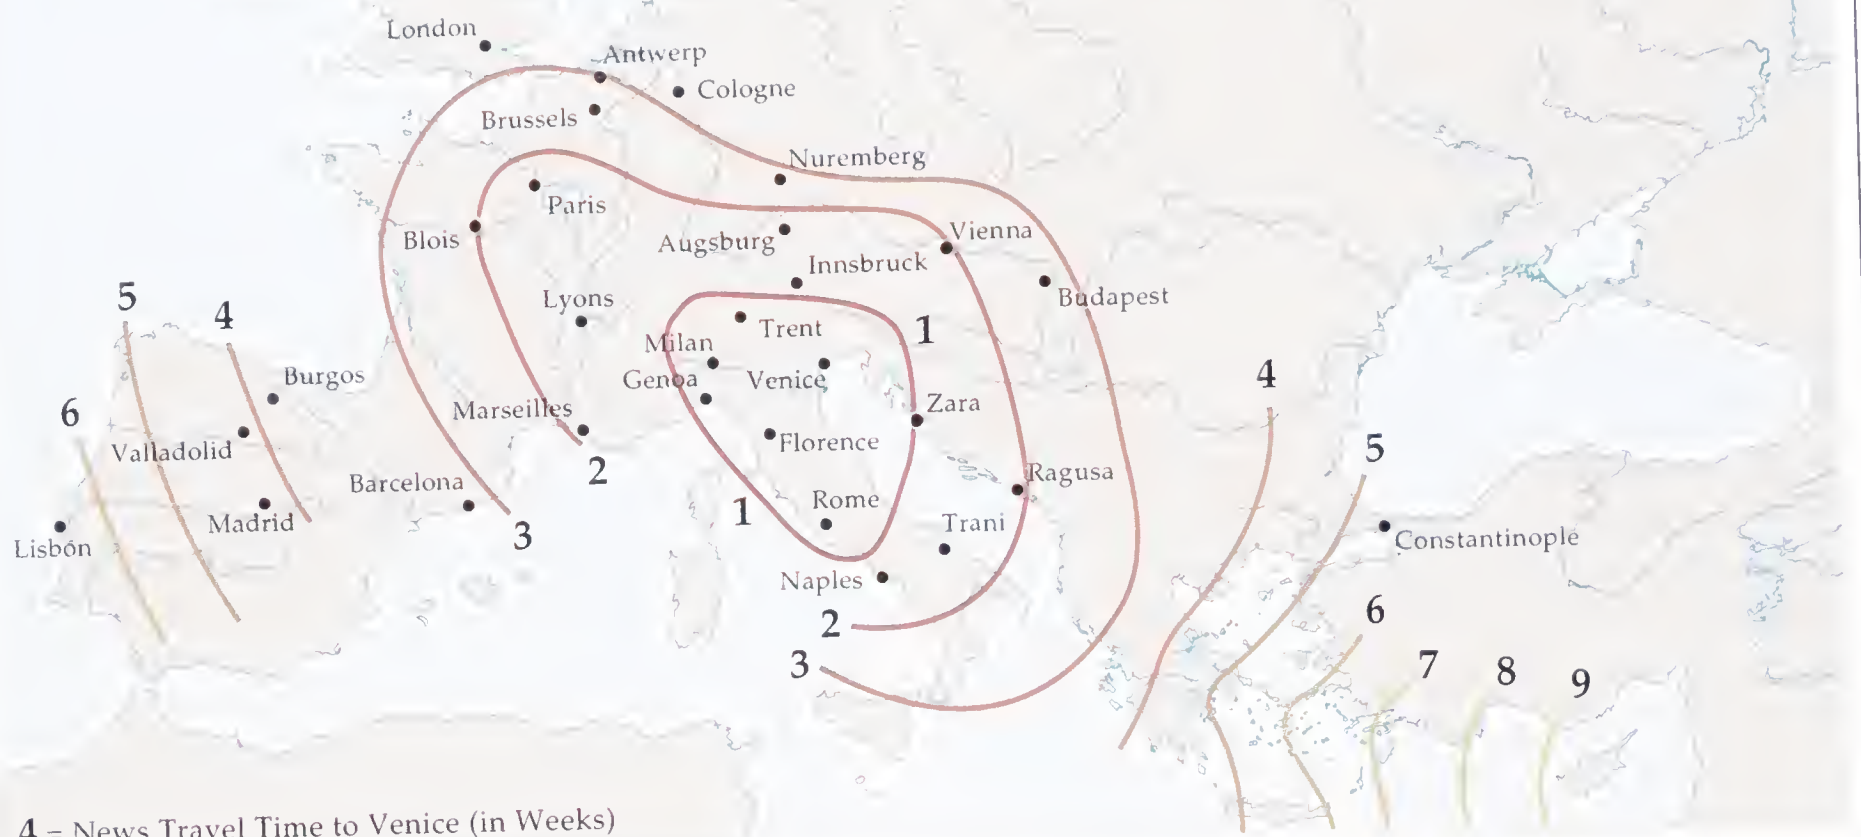 London
Antwerp
Cologne
Brussels
Nuremberg
Paris
Blois
Augsburg
Vienna
Innsbruck
Budapest
5
4
Lyons
Trent
1
Milan
Genoa
Venice
Burgos
4
6
Marseilles
Zara
Valladolid
Florence
5
2
Barcelona
Ragusa
Madrid
1
Rome
Trani
3
Lisbon
Constantinople
Naples
2
6
3
7
8
9
4 – News Travel Time to Venice (in Weeks)